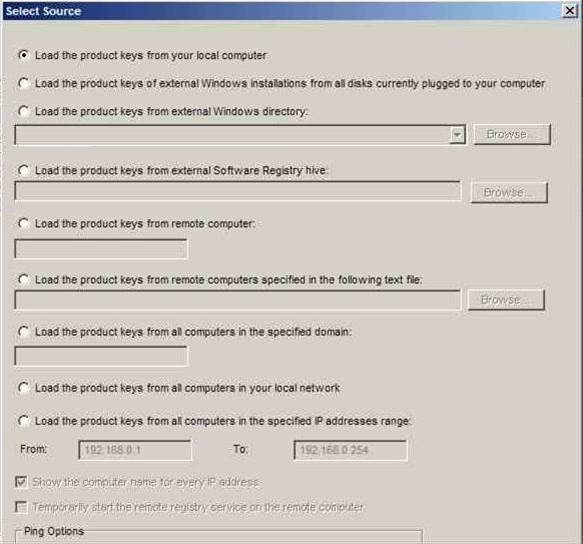 Select Source
Load the product keys from your local computer
Load the product keys of external Windows installations from all disks currently plugged to your computer
Load the product keys from external Windows directory:
Browse...
Load the product keys from external Software Registry hive:
Browse...
Load the product keys from remote computer:
Load the product keys from remote computers specified in the following text file:
Browse...
Load the product keys from all computers in the specified domain:
Load the product keys from all computers in your local network
Load the product keys from all computers in the specified IP addresses range:
From: 192.168.0.1 To: 192.168.0.254
Show the computer name for every IP address
Temporarily start the remote registry service on the remote computer.
Ping Options